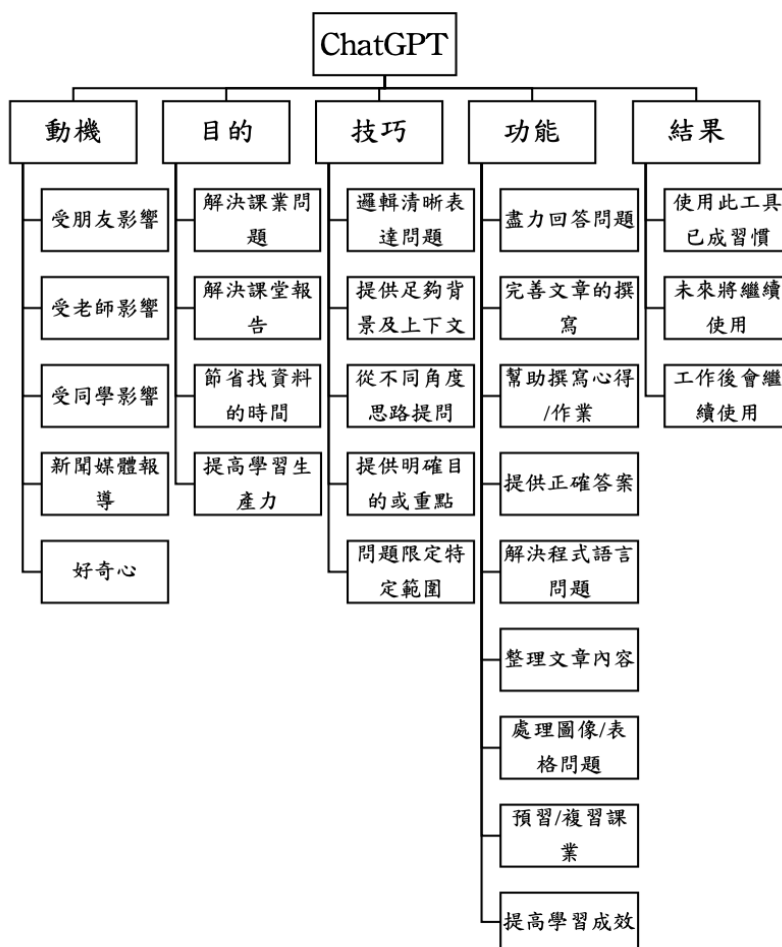 ChatGPT
動機
受朋友影響
受老師影響
受同學影響
新聞媒體報
導
好奇心
目的
解決課業問
題
解決課堂報
告
節省找資料
的時間
提高學習生
產力
技巧
邏輯清晰表
達問題
提供足夠背
景及上下文
從不同角度
思路提問
提供明確目
的或重點
問題限定特
定範圍
功能
盡力回答問題
完善文章的撰
寫
幫助撰寫心得
/作業
提供正確答案
解決程式語言
問題
整理文章內容
處理圖像/表
格問題
預習/複習課
業
提高學習成效
結果
使用此工具
已成習慣
未來將繼續
使用
工作後會繼
續使用